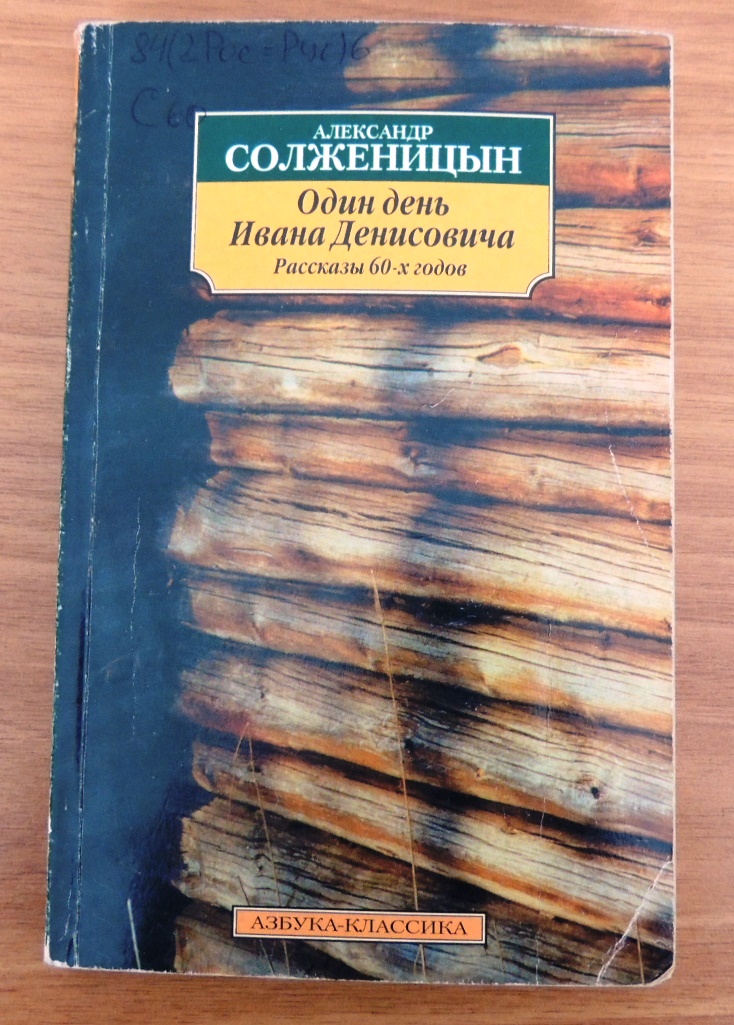 84(2Рос=Рус)6
С60
АЛЕКСАНДР
СОЛЖЕНИЦЫН
Один день
Ивана Денисовича
Рассказы 60-х годов
АЗБУКА-КЛАССИКА